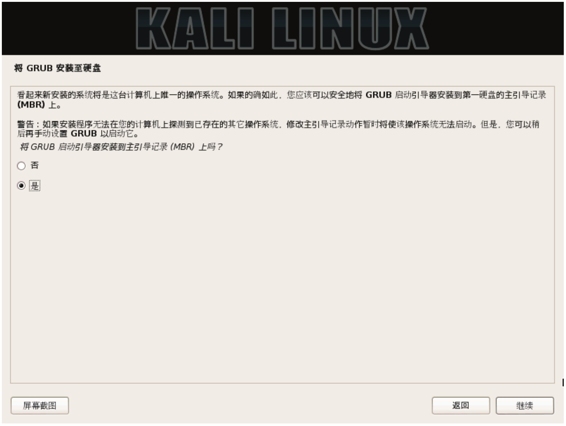 KALI LINUX
将 GRUB 安装至硬盘
看起来新安装的系统将是这台计算机上唯一的操作系统。如果的确如此，您应该可以安全地将 GRUB 启动引导器安装到第一硬盘的主引导记录
(MBR) 上。
警告：如果安装程序无法在您的计算机上探测到已存在的其它操作系统，修改主引导记录动作暂时将使该操作系统无法启动。但是，您可以稍
后再手动设置 GRUB 以启动它。
将 GRUB 启动引导器安装到主引导记录 (MBR) 上吗？
否
是
屏幕截图
返回
继续